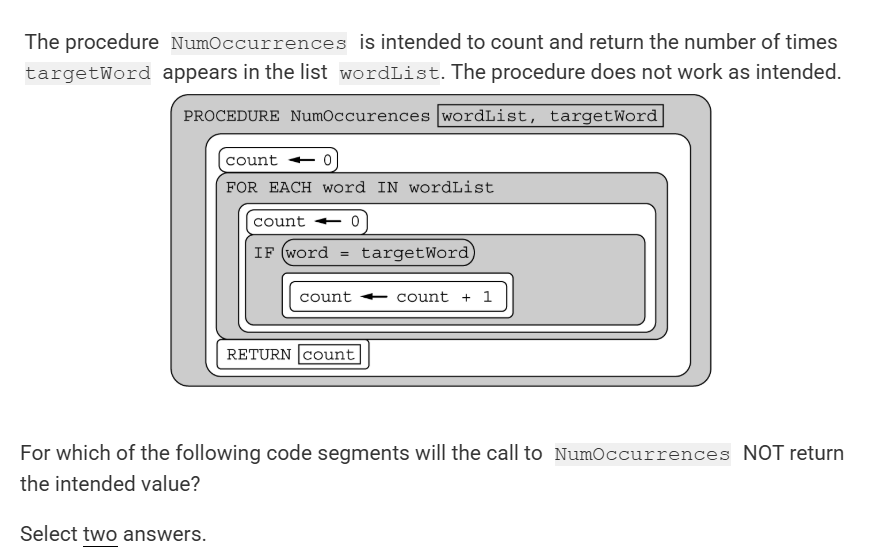 The procedure NumOccurrences is intended to count and return the number of times
targetWord appears in the list wordList. The procedure does not work as intended.
PROCEDURE NumOccurences wordList, targetWord
count ← 0
FOR EACH word IN wordList
count ← 0
IF word = targetWord
count ← count + 1
RETURN count
For which of the following code segments will the call to NumOccurrences NOT return
the intended value?
Select two answers.